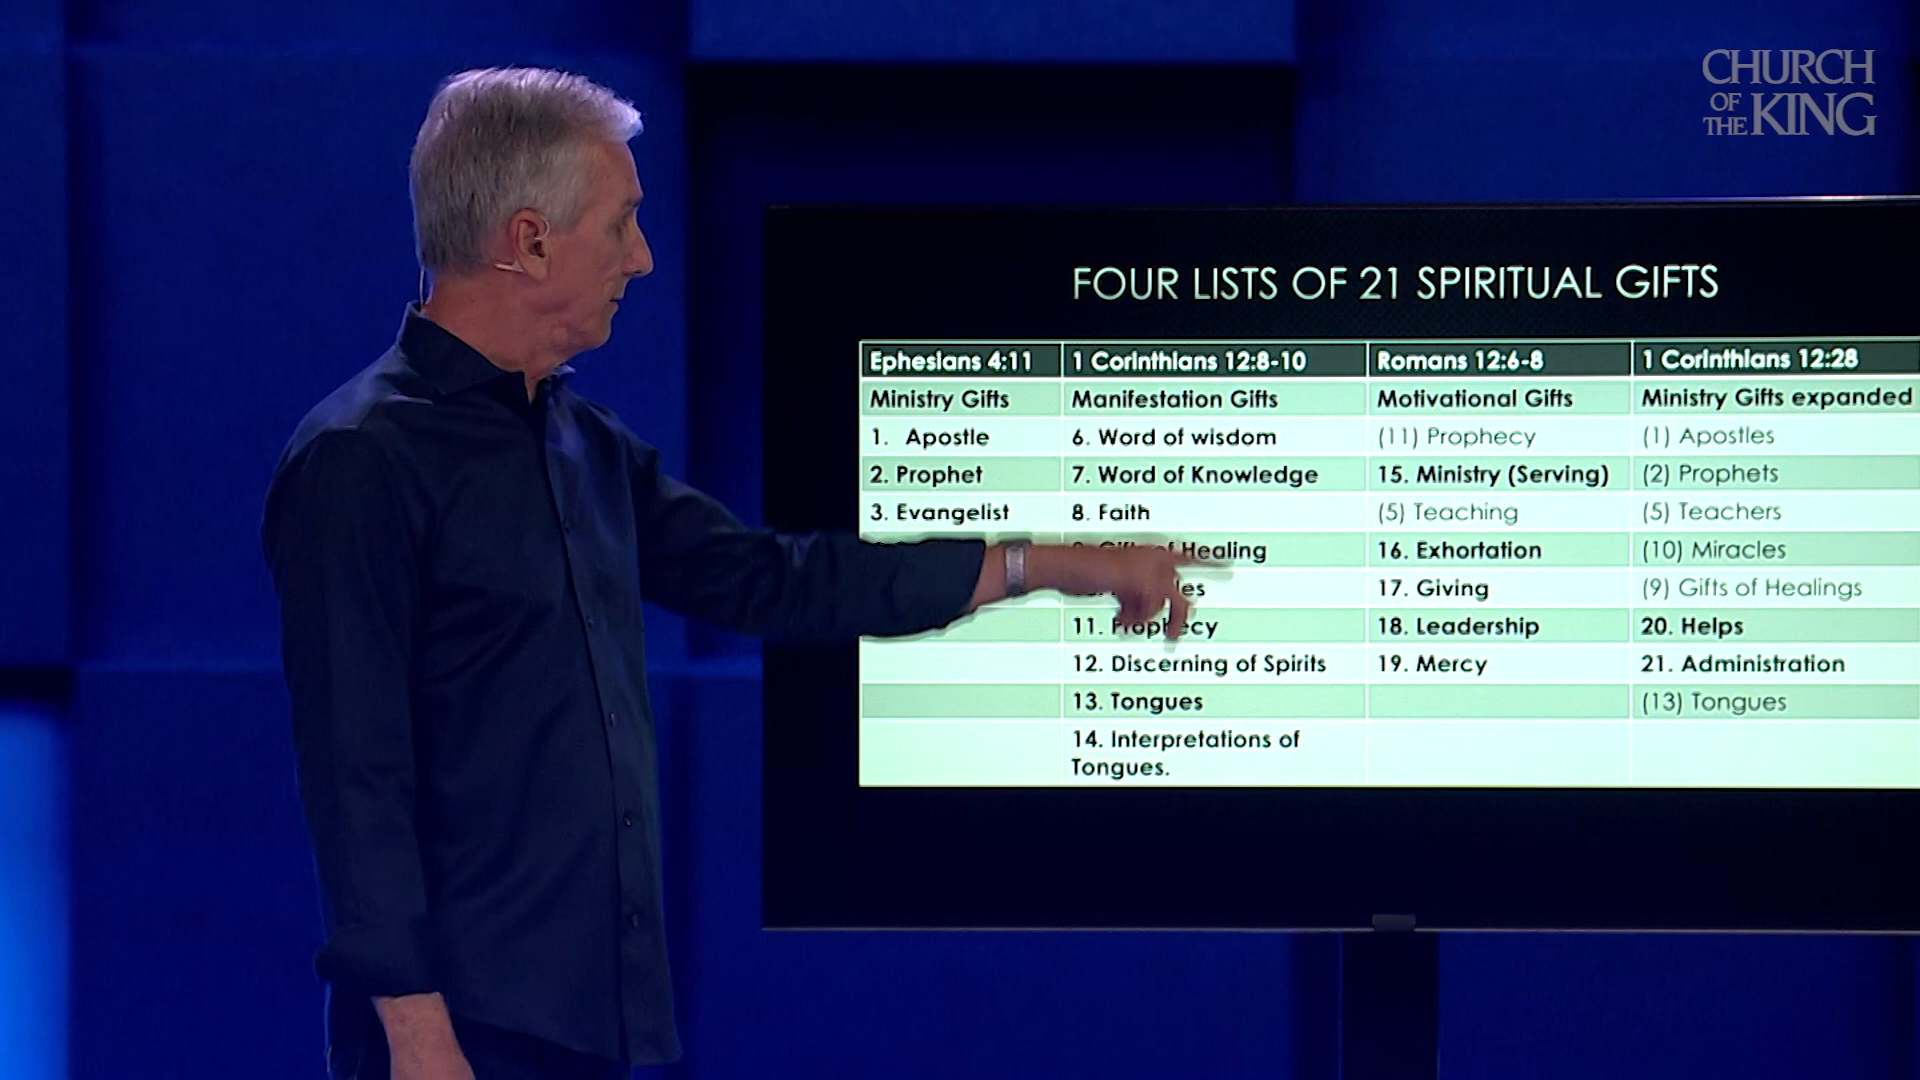 CHURCH
OF
THE KING
FOUR LISTS OF 21 SPIRITUAL GIFTS
Ephesians 4:11 1 Corinthians 12:8-10 Romans 12:6-8 1 Corinthians 12:28
Ministry Gifts Manifestation Gifts Motivational Gifts Ministry Gifts expanded
1. Apostle 6. Word of wisdom (11) Prophecy (1) Apostles
2. Prophet 7. Word of Knowledge 15. Ministry (Serving) (2) Prophets
3. Evangelist 8. Faith (5) Teaching (5) Teachers
Gifts of Healing 16. Exhortation (10) Miracles
17. Giving (9) Gifts of Healings
11. Prophecy 18. Leadership 20. Helps
12. Discerning of Spirits 19. Mercy 21. Administration
13. Tongues (13) Tongues
14. Interpretations of
Tongues.